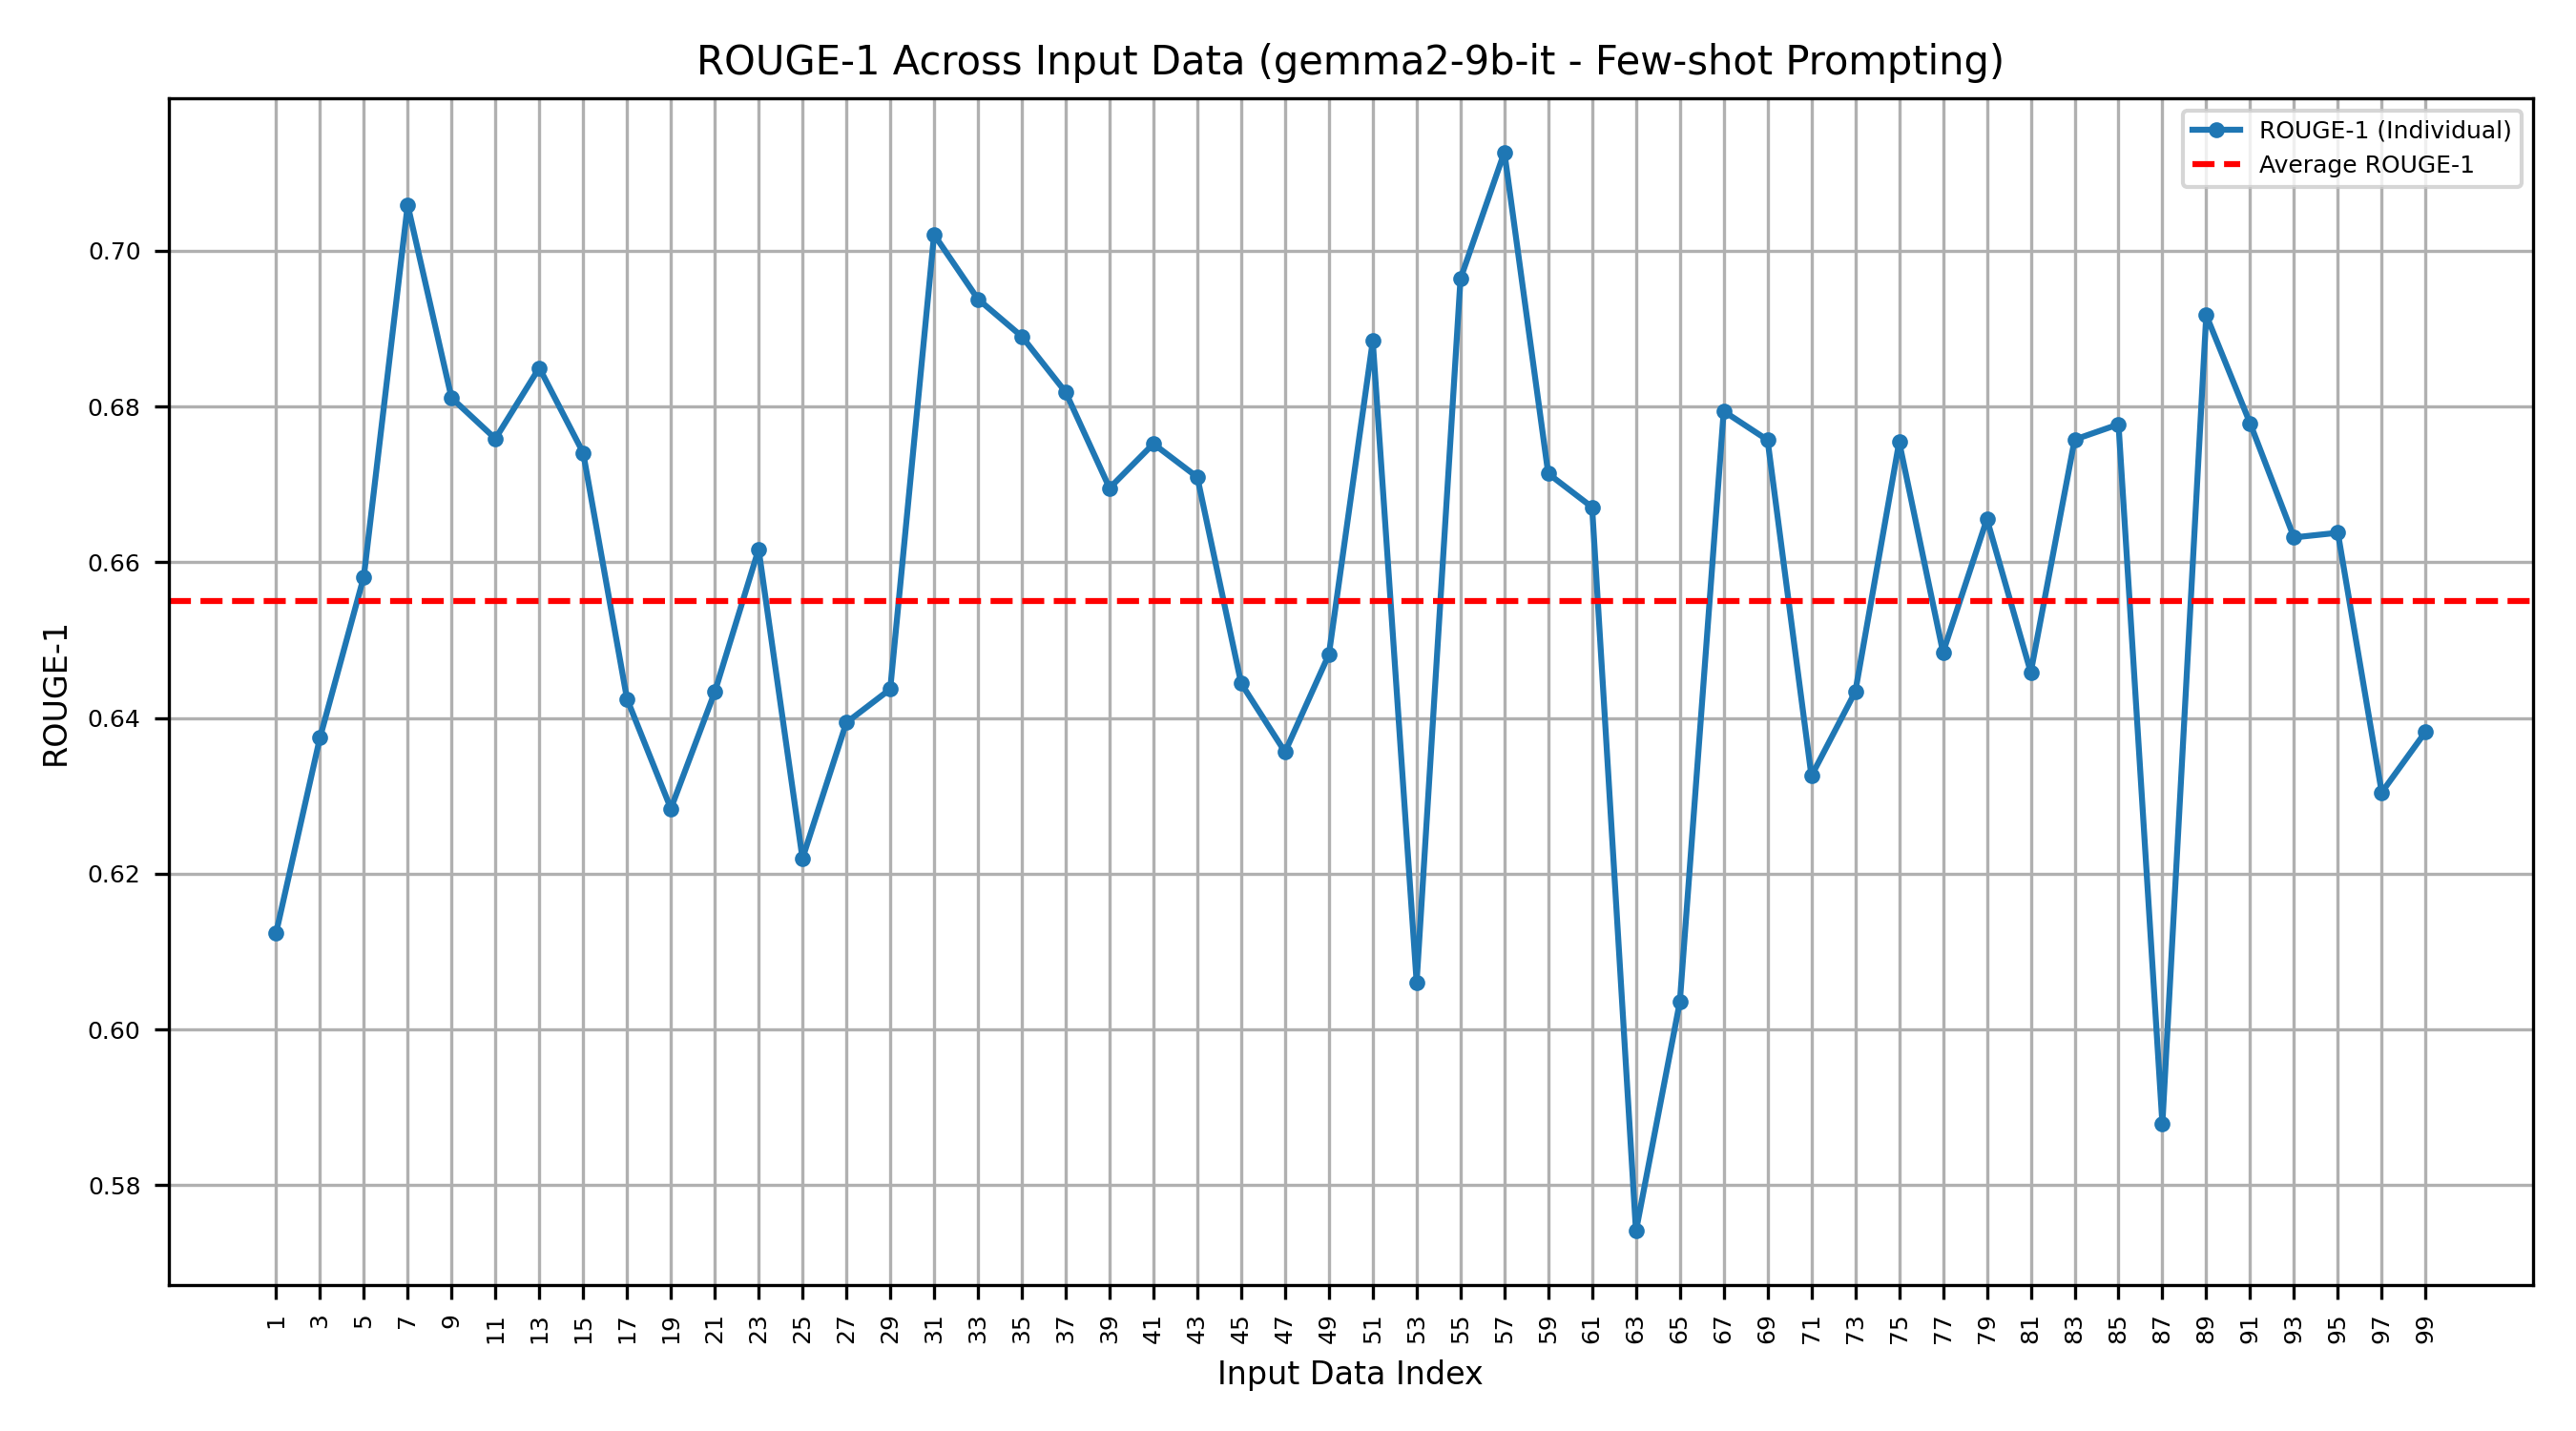 ROUGE-1 Across Input Data (gemma2-9b-it - Few-shot Prompting)
ROUGE-1 (Individual)
Average ROUGE-1
ROUGE-1
0.70
0.68
0.66
0.64
0.62
0.60
0.58
1 3 5 7 9 11 13 15 17 19 21 23 25 27 29 31 33 35 37 39 41 43 45 47 49 51 53 55 57 59 61 63 65 67 69 71 73 75 77 79 81 83 85 87 89 91 93 95 97 99
Input Data Index